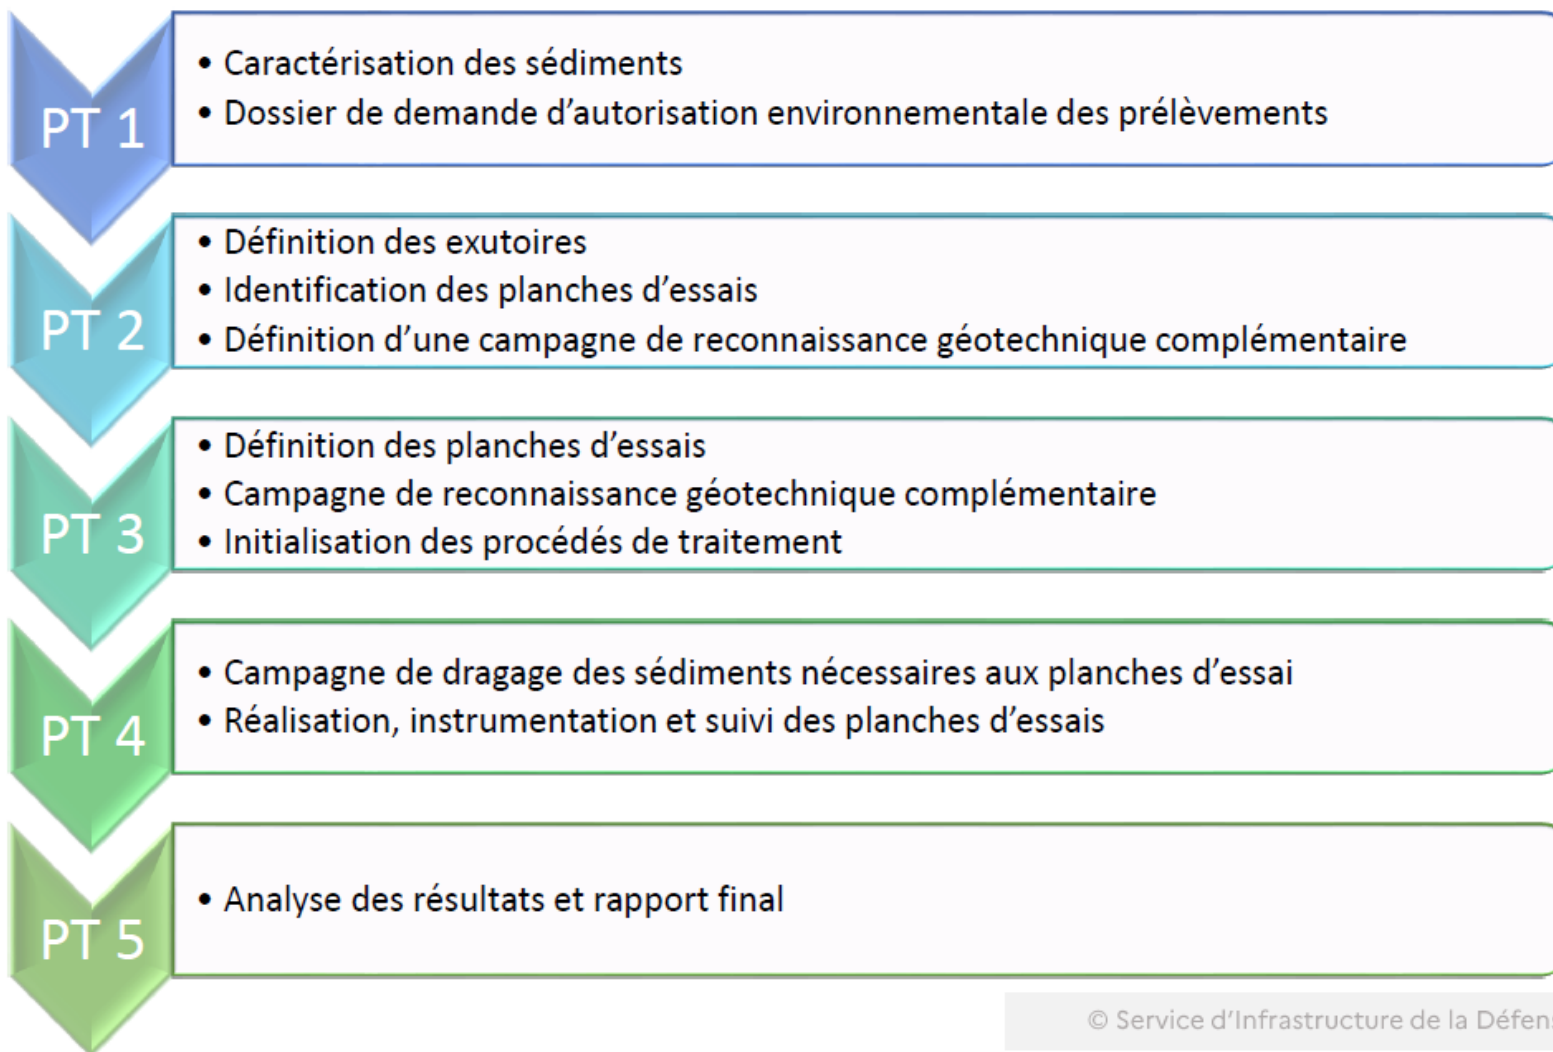 PT 1
• Caractérisation des sédiments
• Dossier de demande d'autorisation environnementale des prélèvements
PT 2
• Définition des exutoires
• Identification des planches d'essais
• Définition d'une campagne de reconnaissance géotechnique complémentaire
PT 3
• Définition des planches d'essais
• Campagne de reconnaissance géotechnique complémentaire
• Initialisation des procédés de traitement
PT 4
• Campagne de dragage des sédiments nécessaires aux planches d'essai
• Réalisation, instrumentation et suivi des planches d'essais
PT 5
• Analyse des résultats et rapport final
© Service d'Infrastructure de la Défens